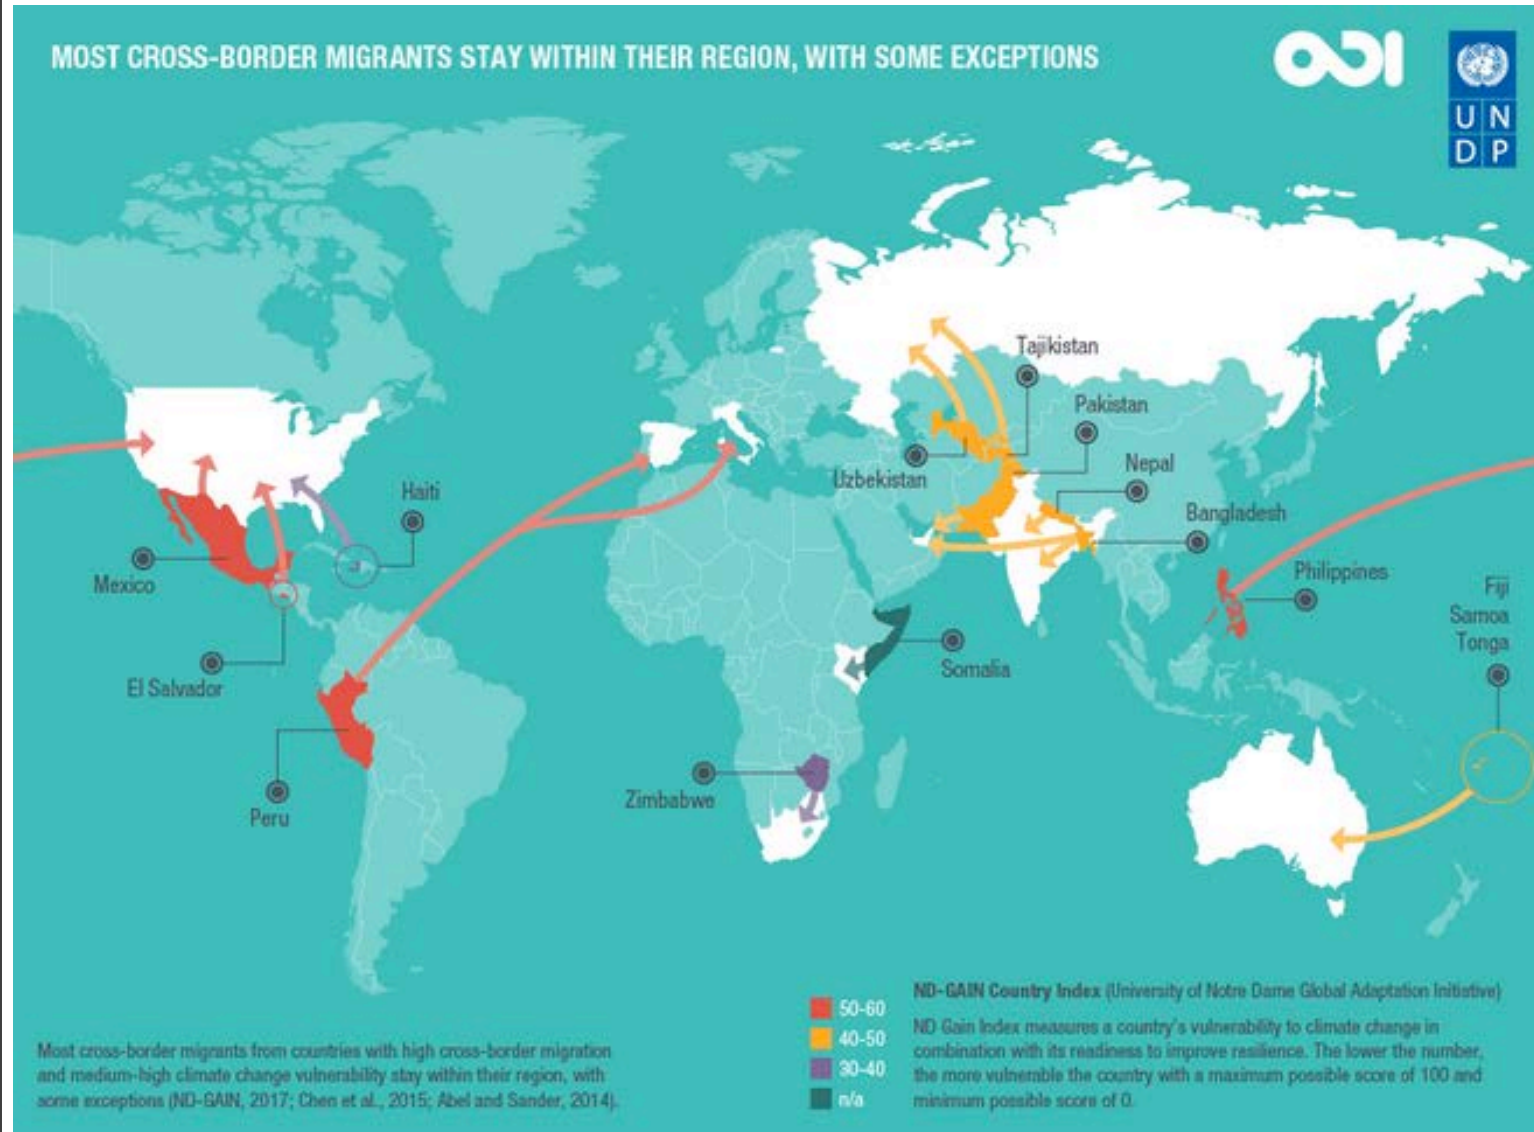 MOST CROSS-BORDER MIGRANTS STAY WITHIN THEIR REGION, WITH SOME EXCEPTIONS
ODI
UN
DP
Tajikistan
Pakistan
Nepal
Uzbekistan
Bangladesh
Haiti
Mexico
Philippines
Fiji
Samoa
Tonga
El Salvador
Somalia
Peru
Zimbabwe
50-60
40-50
30-40
n/a
ND-GAIN Country Index (University of Notre Dame Global Adaptation Initiative)
ND Gain Index measures a country's vulnerability to climate change in
combination with its readiness to improve resilience. The lower the number,
the more vulnerable the country with a maximum possible score of 100 and
minimum possible score of 0.
Most cross-border migrants from countries with high cross-border migration
and medium-high climate change vulnerability stay within their region, with
some exceptions (ND-GAIN, 2017; Chen et al., 2015; Abel and Sander, 2014).